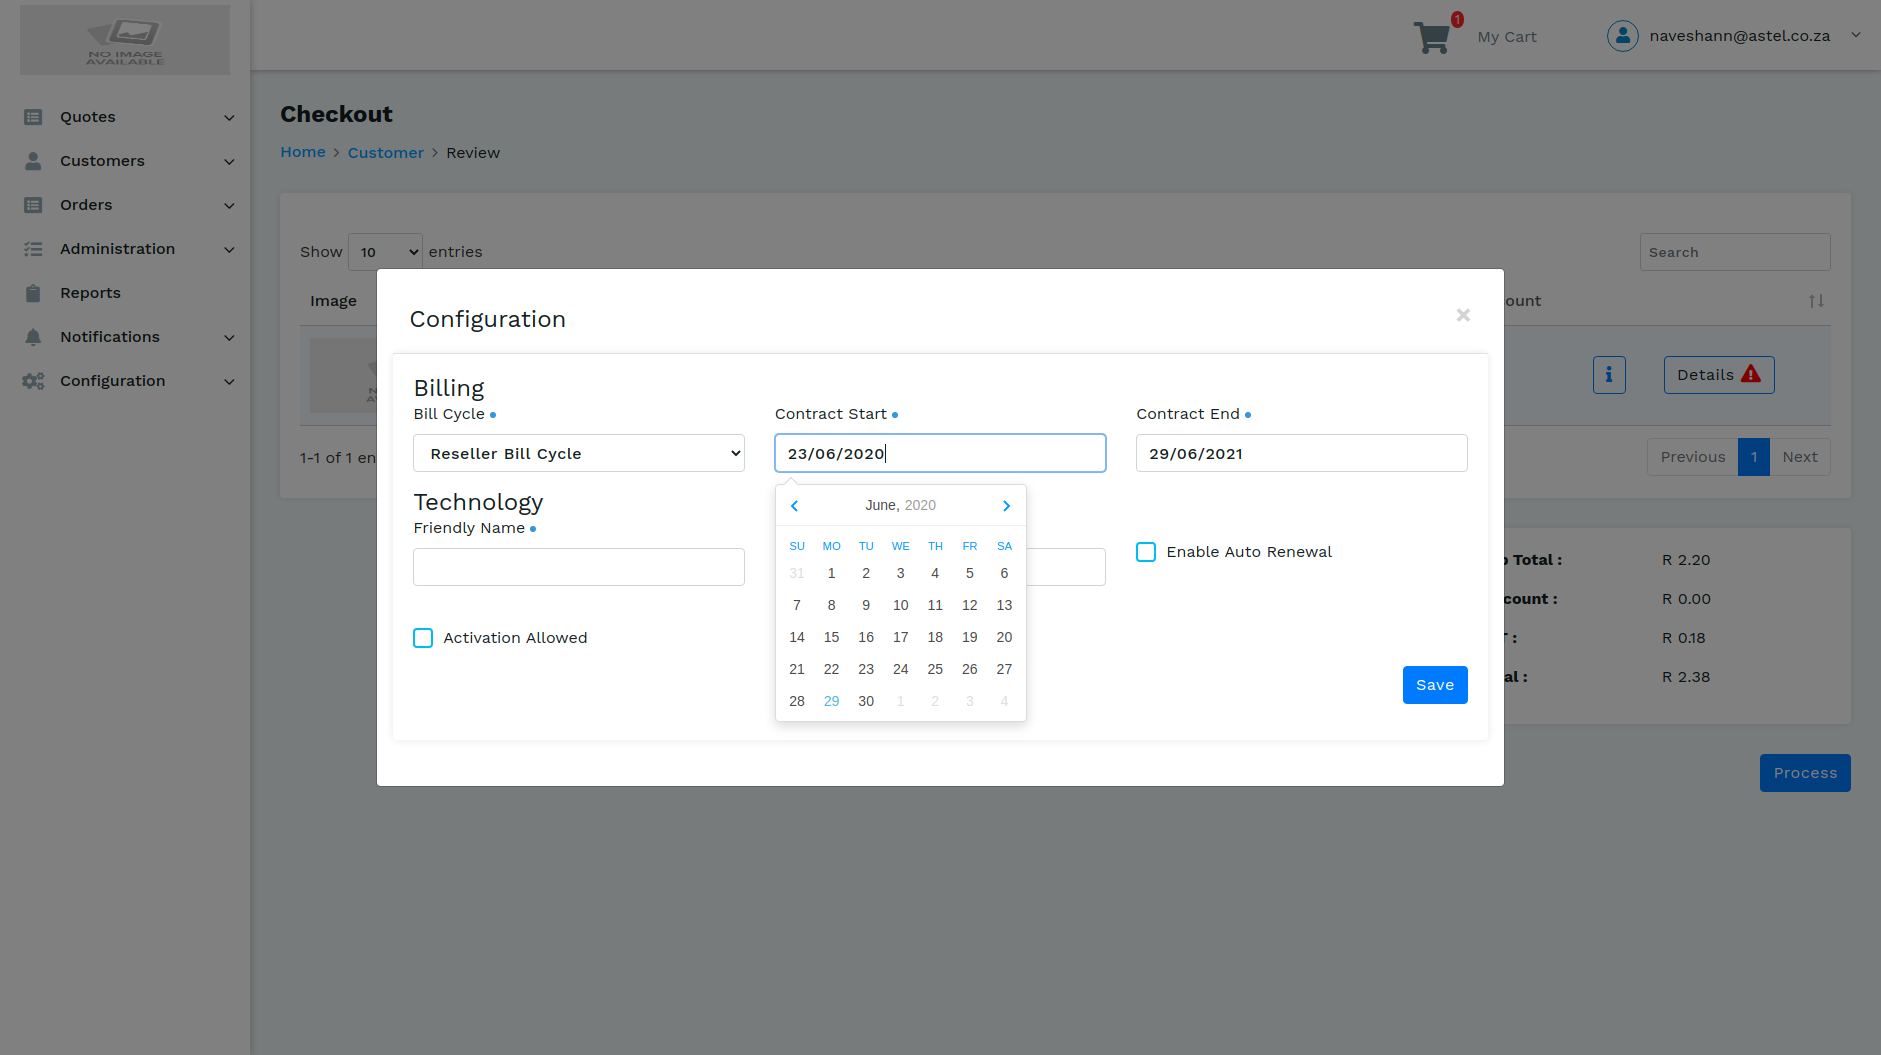 NO IMAGE
AVAILABLE
1
My Cart
naveshann@astel.co.za
Quotes
Customers
Orders
Administration
Reports
Notifications
Configuration
Checkout
Home > Customer > Review
Show 10 entries
Search
Image
ount
Details
1-1 of 1 en
Previous 1 Next
Configuration
×
Billing
Bill Cycle
Contract Start
Contract End
Reseller Bill Cycle
23/06/2020
29/06/2021
Technology
Friendly Name
Enable Auto Renewal
Activation Allowed
June, 2020
SU MO TU WE TH FR SA
31 1 2 3 4 5 6
7 8 9 10 11 12 13
14 15 16 17 18 19 20
21 22 23 24 25 26 27
28 29 30 1 2 3 4
Save
Total : R 2.20
count : R 0.00
: R 0.18
al : R 2.38
Process